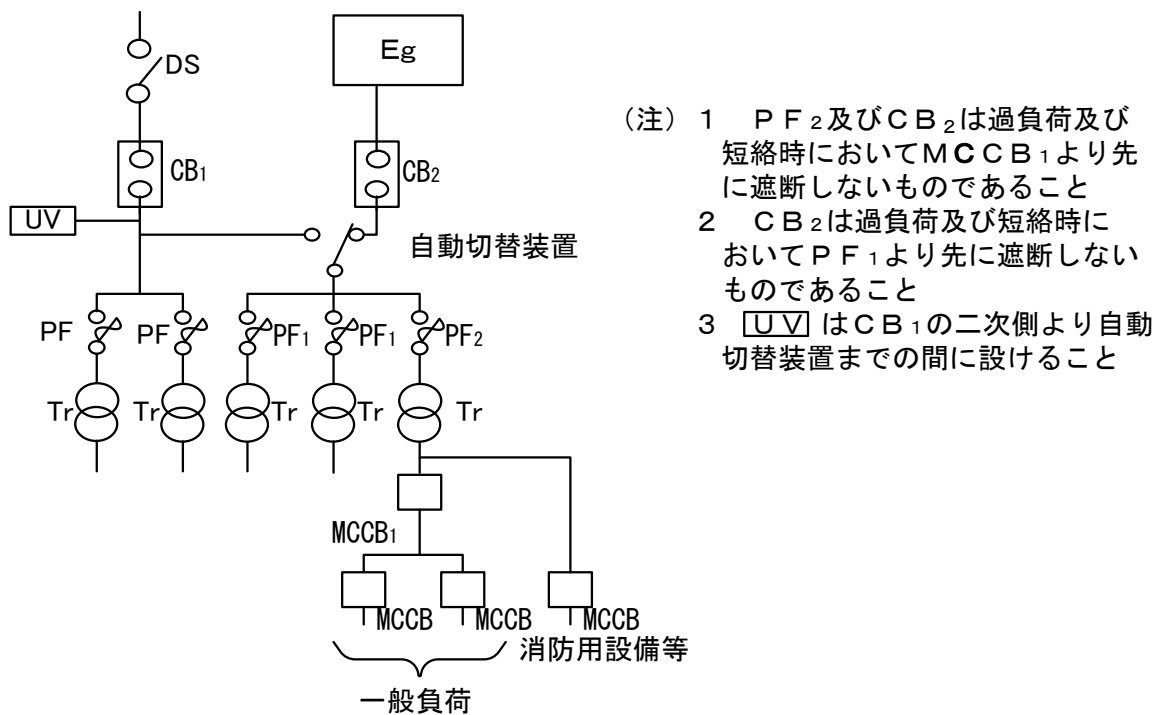 Eg
DS
CB₁
CB₂
UV
自動切替装置
PF
PF
PF₁
PF₁
PF₂
Tr
Tr
Tr
Tr
Tr
MCCB₁
MCCB
MCCB
MCCB
消防用設備等
一般負荷
（注）１　ＰＦ₂及びＣＢ₂は過負荷及び
短絡時においてＭＣＣＢ₁より先
に遮断しないものであること
２　ＣＢ₂は過負荷及び短絡時に
おいてＰＦ₁より先に遮断しない
ものであること
３　ＵＶ はＣＢ₁の二次側より自動
切替装置までの間に設けること